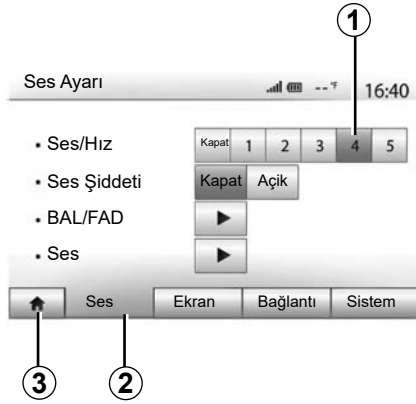 1
Ses Ayarı --°F 16:40
• Ses/Hız Kapat 1 2 3 4 5
• Ses Şiddeti Kapat Açik
• BAL/FAD
• Ses
Ses Ekran Bağlantı Sistem
3 2